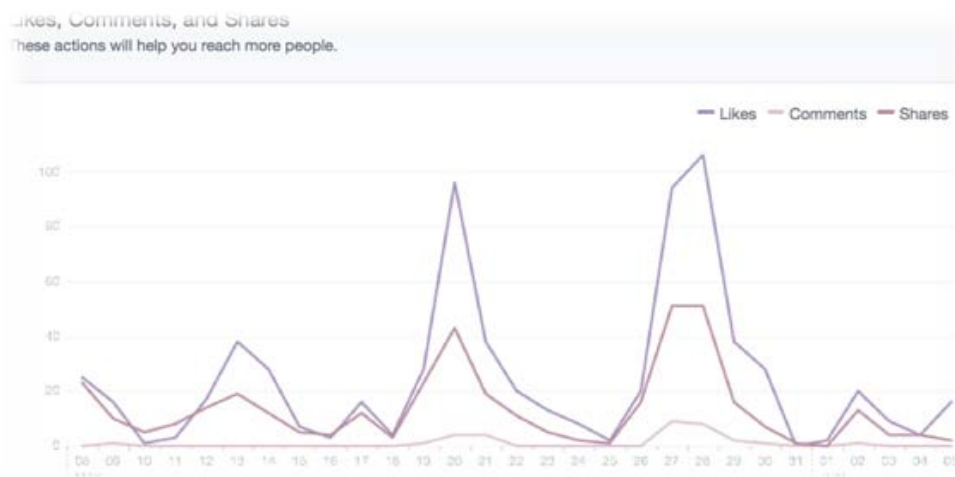 Likes, Comments, and Shares
These actions will help you reach more people.
Likes Comments Shares
100
80
60
40
20
0
08 09 10 11 12 13 14 15 16 17 18 19 20 21 22 23 24 25 26 27 28 29 30 31 01 02 03 04 05